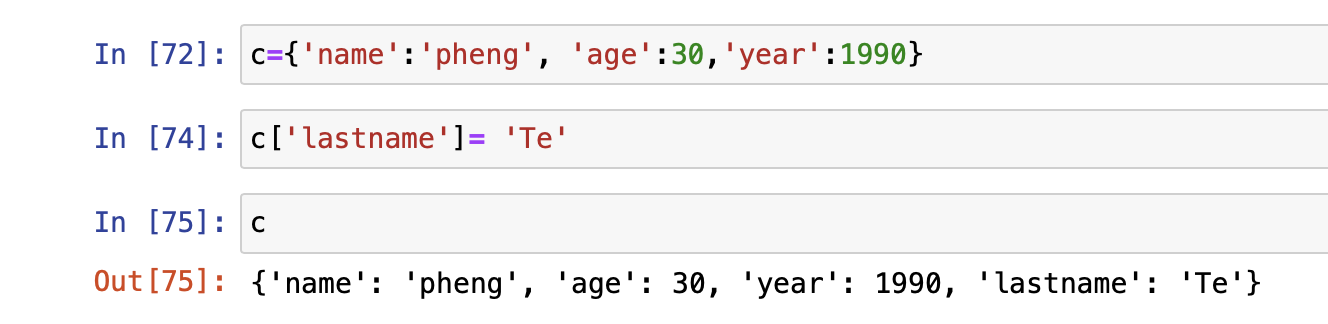 In [72]: c={'name':'pheng', 'age':30,'year':1990}
In [74]: c['lastname']= 'Te'
In [75]: c
Out[75]: {'name': 'pheng', 'age': 30, 'year': 1990, 'lastname': 'Te'}